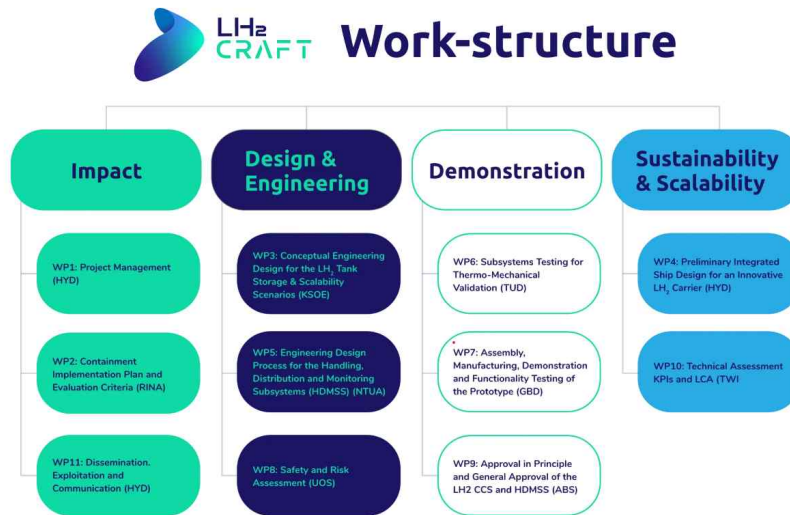 LH₂
CRAFT
Work-structure
Impact
Design &
Engineering
Demonstration
Sustainability
& Scalability
WP1: Project Management
(HYD)
WP2: Containment
Implementation Plan and
Evaluation Criteria (RINA)
WP11: Dissemination.
Exploitation and
Communication (HYD)
WP3: Conceptual Engineering
Design for the LH₂ Tank
Storage & Scalability
Scenarios (KSOE)
WP5: Engineering Design
Process for the Handling,
Distribution and Monitoring
Subsystems (HDMSS) (NTUA)
WP8: Safety and Risk
Assessment (UOS)
WP6: Subsystems Testing for
Thermo-Mechanical
Validation (TUD)
WP7: Assembly,
Manufacturing, Demonstration
and Functionality Testing of
the Prototype (GBD)
WP9: Approval in Principle
and General Approval of the
LH2 CCS and HDMSS (ABS)
WP4: Preliminary Integrated
Ship Design for an Innovative
LH₂ Carrier (HYD)
WP10: Technical Assessment
KPIs and LCA (TWI